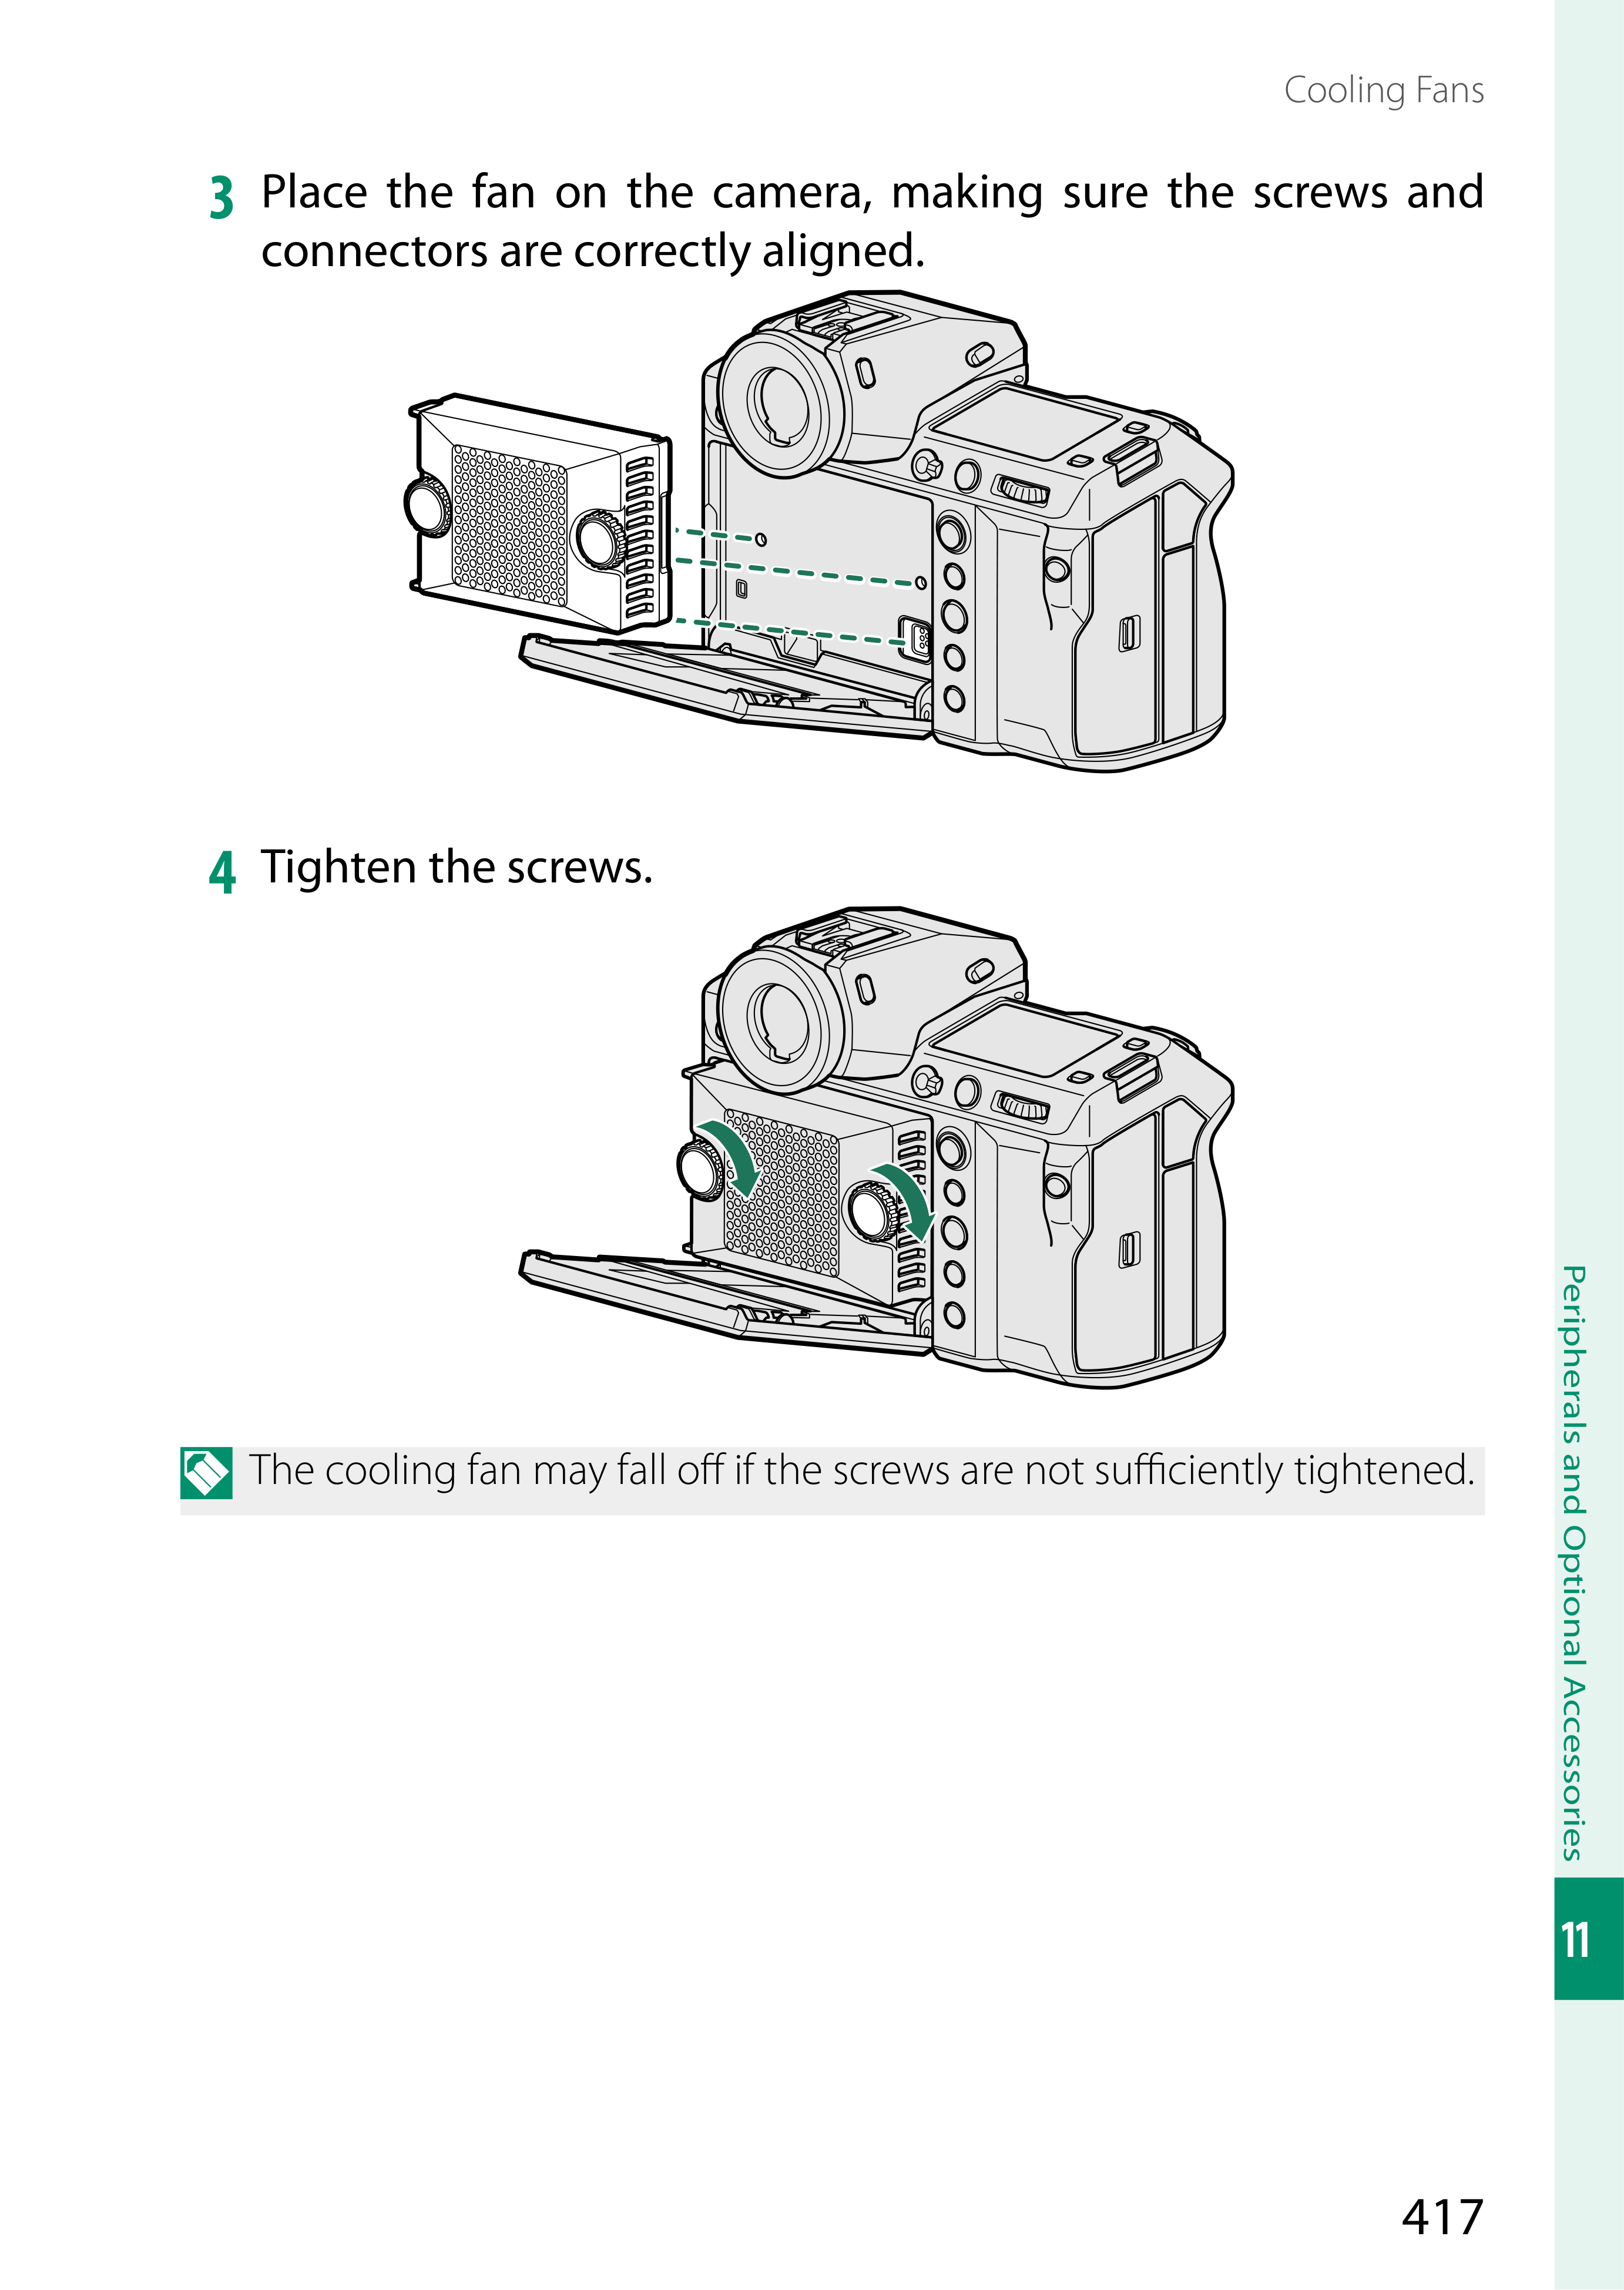 Cooling Fans
3 Place the fan on the camera, making sure the screws and
connectors are correctly aligned.
4 Tighten the screws.
The cooling fan may fall off if the screws are not sufficiently tightened.
Peripherals and Optional Accessories
11
417